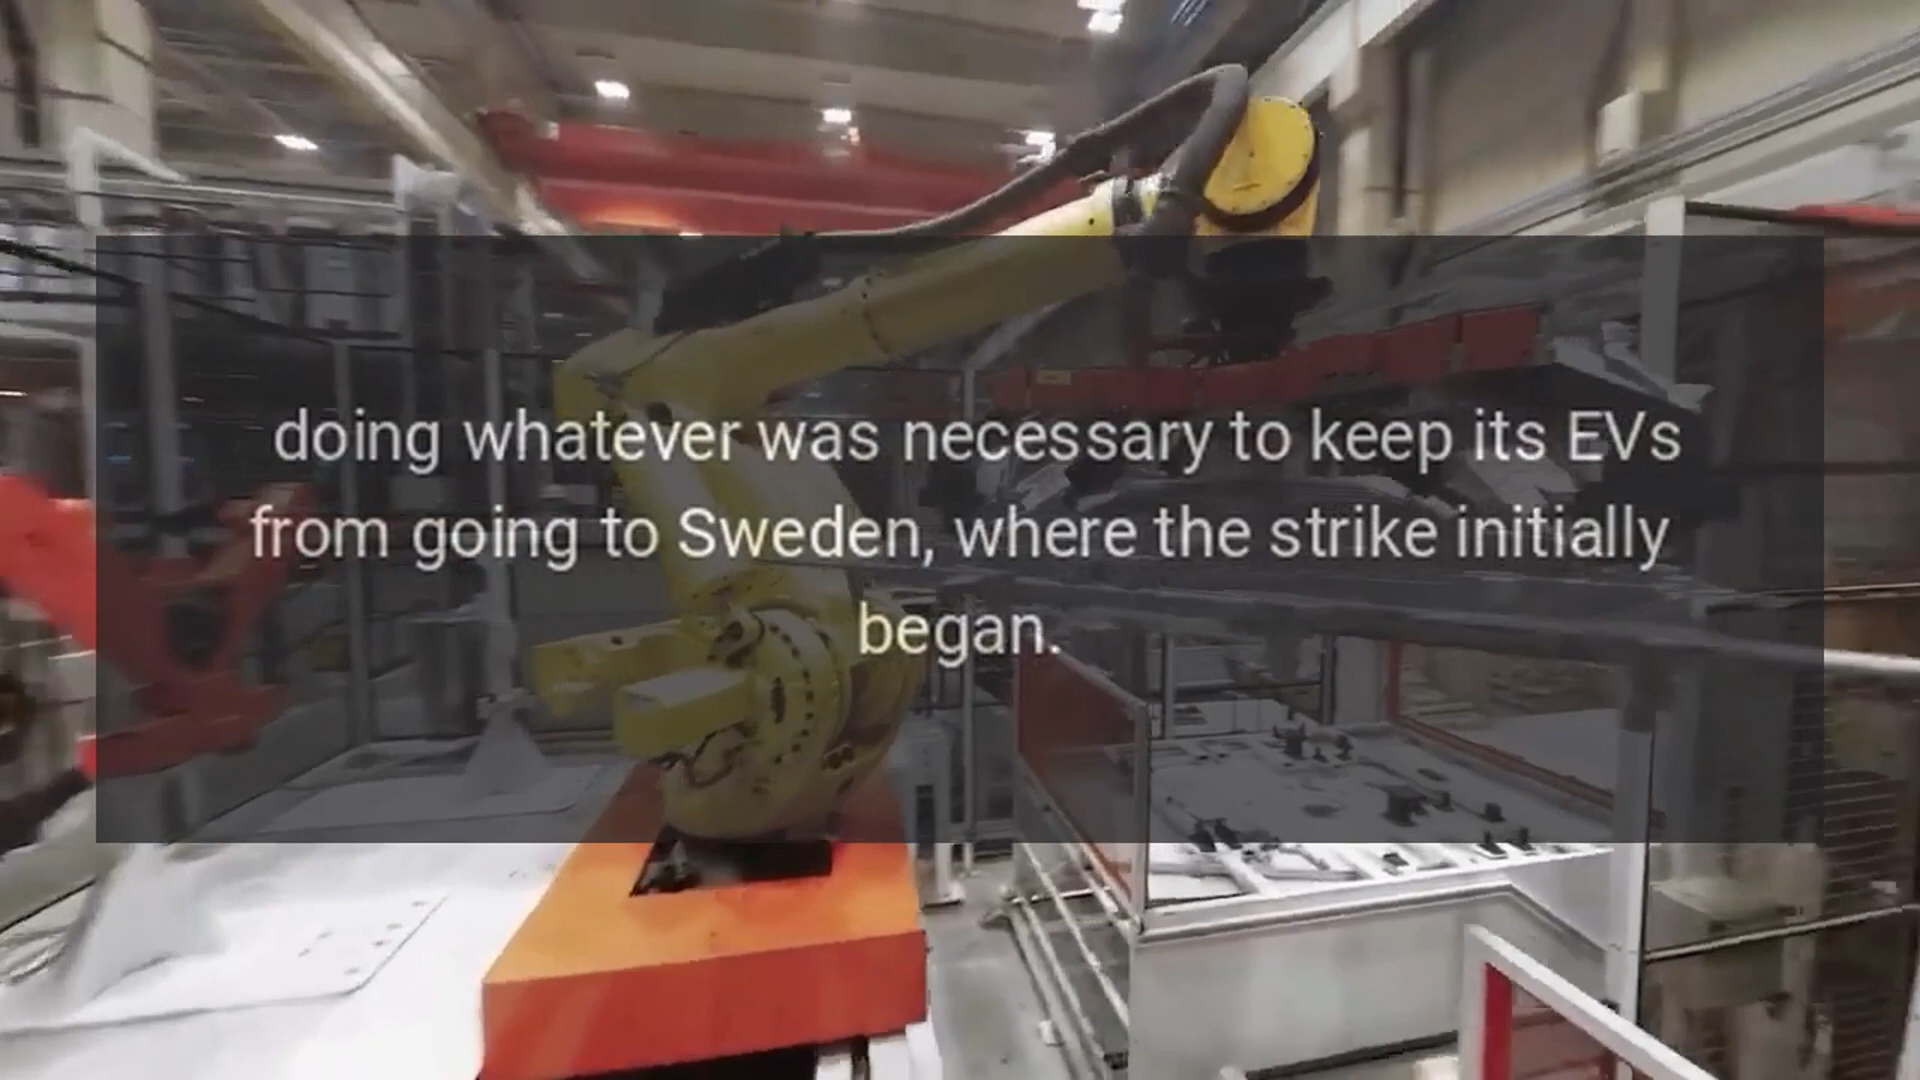 doing whatever was necessary to keep its EVs
from going to Sweden, where the strike initially
began.